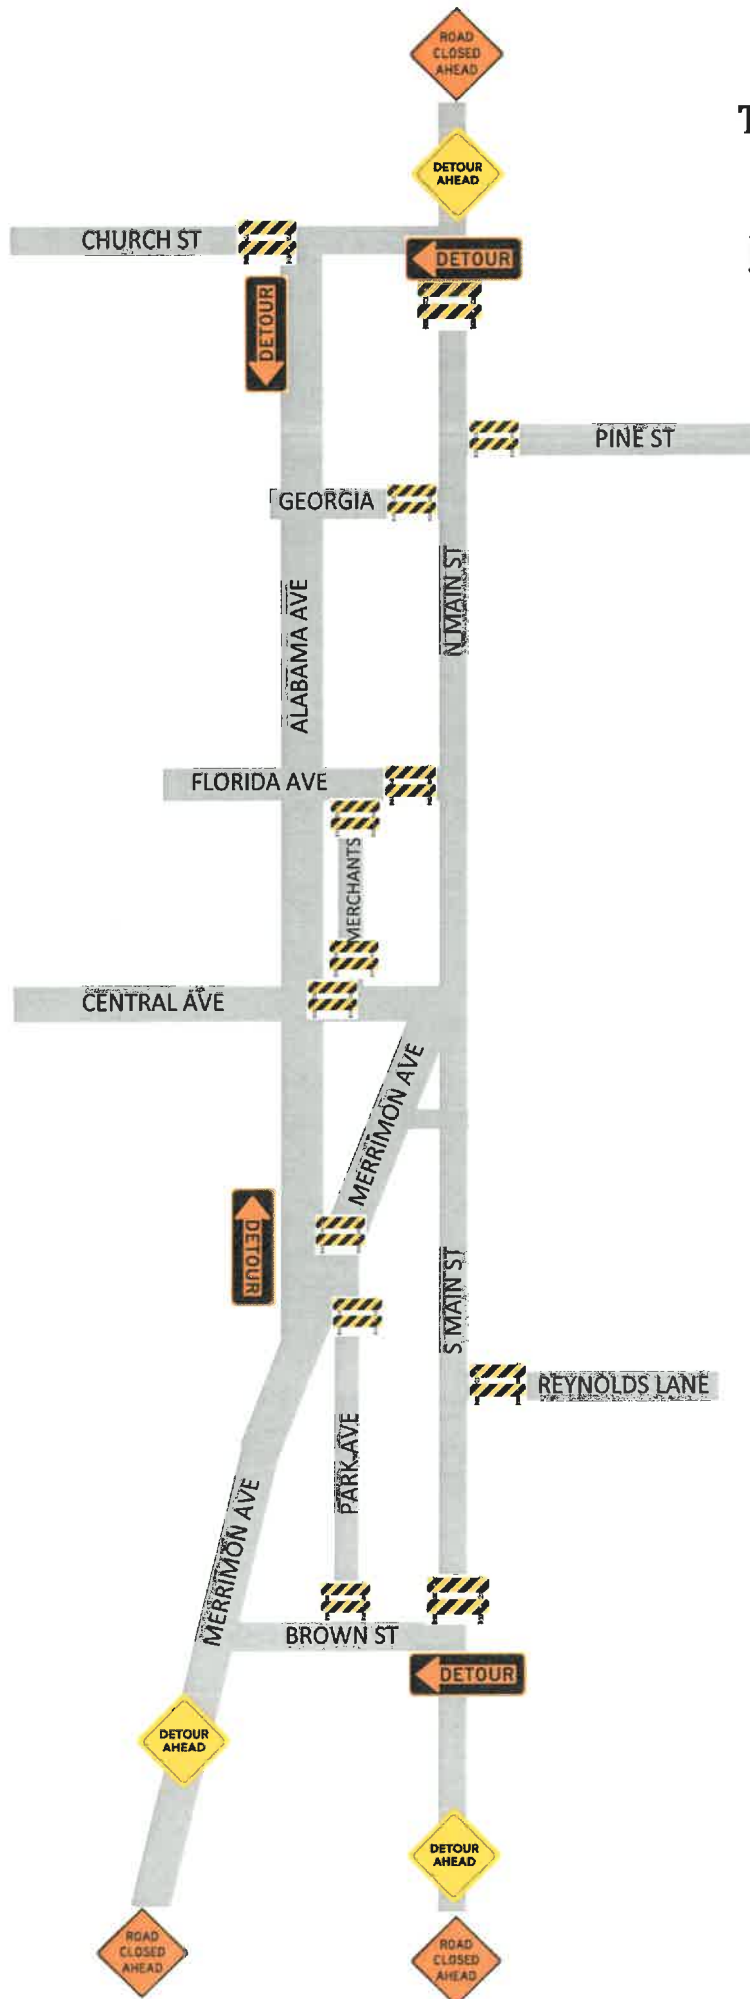 ROAD
CLOSED
AHEAD
T
DETOUR
AHEAD
CHURCH ST
DETOUR
DETOUR
PINE ST
GEORGIA
N MAIN ST
ALABAMA AVE
FLORIDA AVE
MERCHANTS
CENTRAL AVE
MERRIMON AVE
DETOUR
S MAIN ST
REYNOLDS LANE
PARK AVE
MERRIMON AVE
BROWN ST
DETOUR
DETOUR
AHEAD
DETOUR
AHEAD
ROAD
CLOSED
AHEAD
ROAD
CLOSED
AHEAD